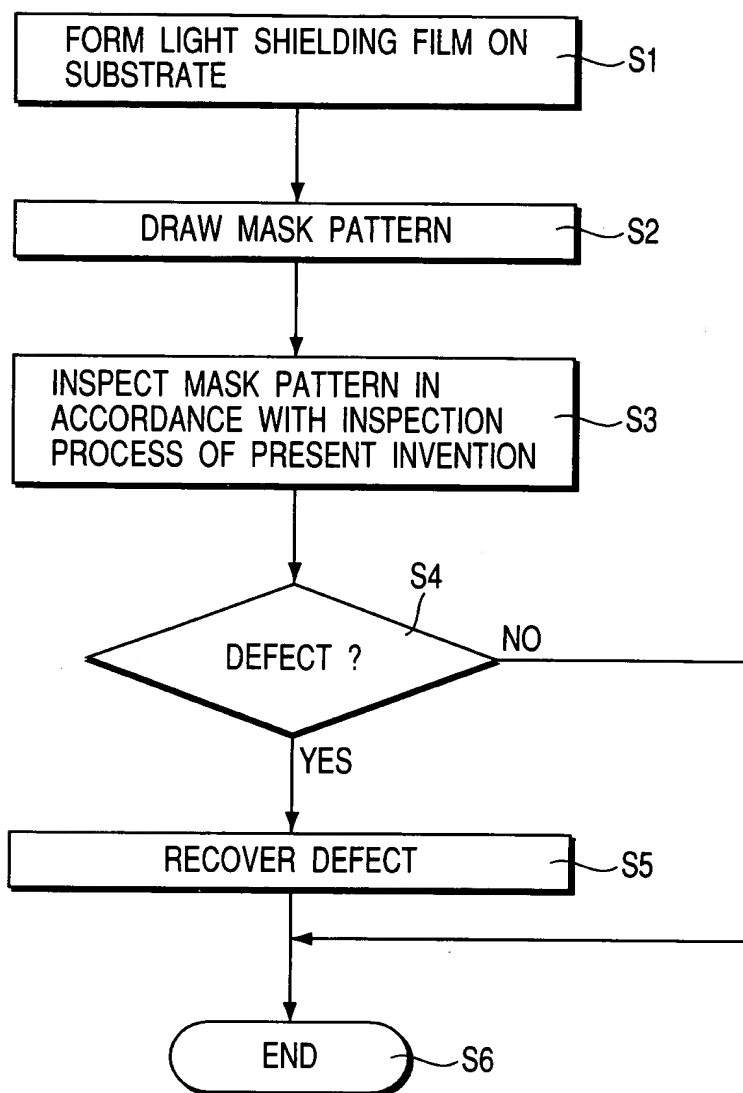 FORM LIGHT SHIELDING FILM ON
SUBSTRATE
S1
DRAW MASK PATTERN
S2
INSPECT MASK PATTERN IN
ACCORDANCE WITH INSPECTION
PROCESS OF PRESENT INVENTION
S3
S4
DEFECT ?
NO
YES
RECOVER DEFECT
S5
END
S6